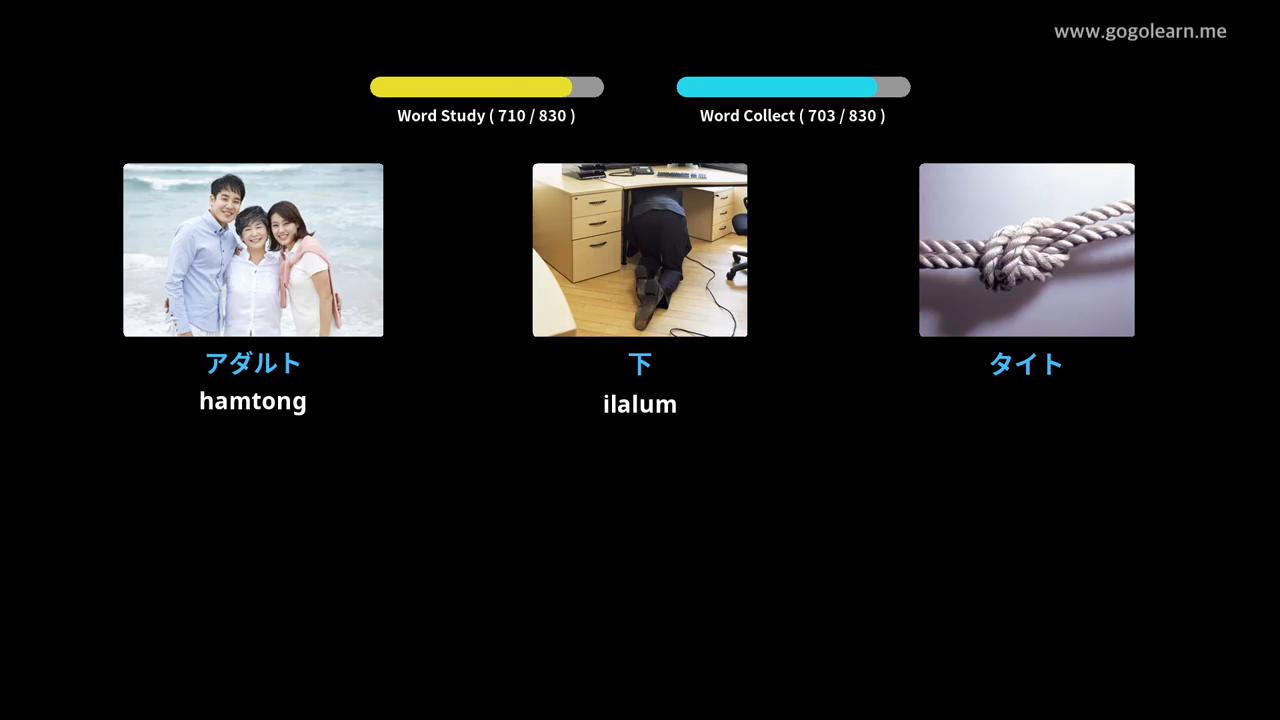 www.gogolearn.me
Word Study ( 710 / 830 )
Word Collect ( 703 / 830 )
アダルト
下
タイト
hamtong
ilalum